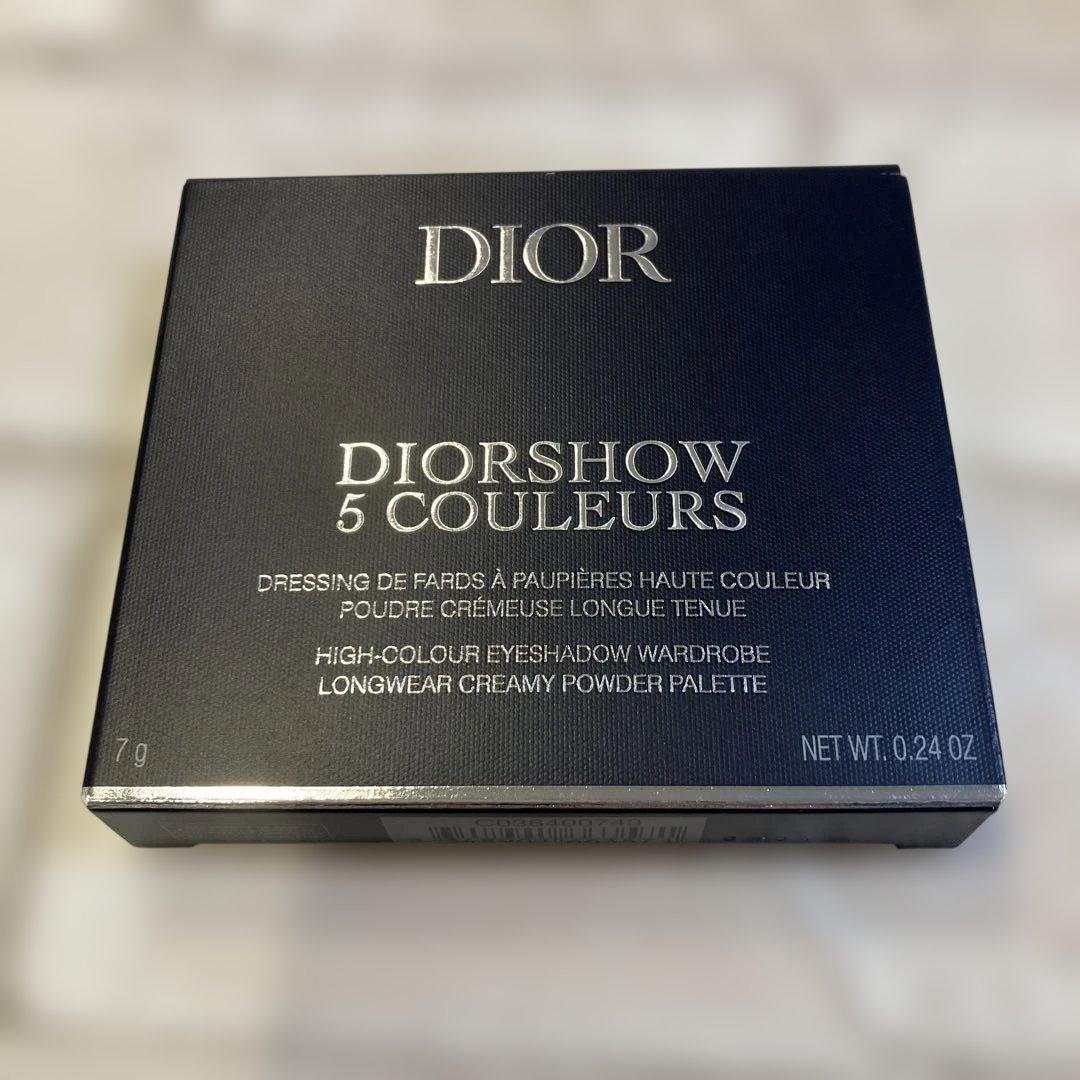 DIOR
DIORSHOW
5 COULEURS
DRESSING DE FARDS À PAUPIÈRES HAUTE COULEUR
POUDRE CRÉMEUSE LONGUE TENUE
HIGH-COLOUR EYESHADOW WARDROBE
LONGWEAR CREAMY POWDER PALETTE
7 g
NET WT. 0.24 OZ
C036400743